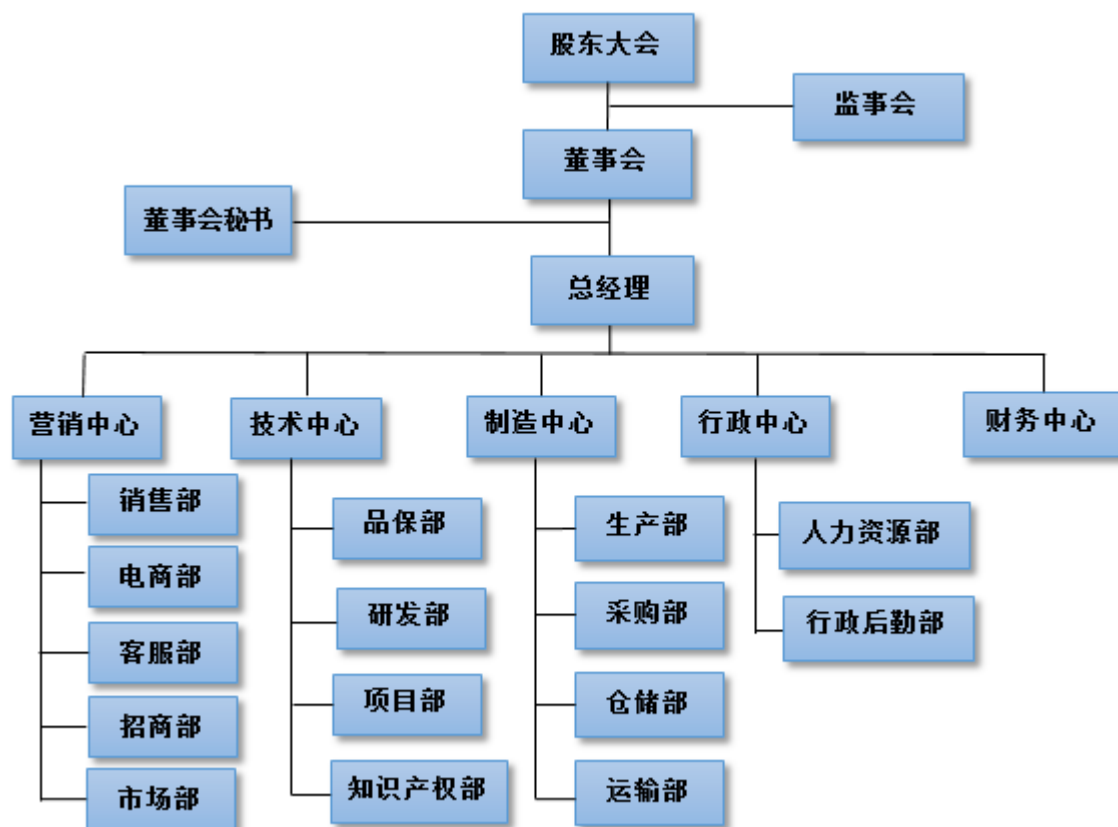 股东大会
监事会
董事会
董事会秘书
总经理
营销中心
技术中心
制造中心
行政中心
财务中心
销售部
电商部
客服部
招商部
市场部
品保部
研发部
项目部
知识产权部
生产部
采购部
仓储部
运输部
人力资源部
行政后勤部